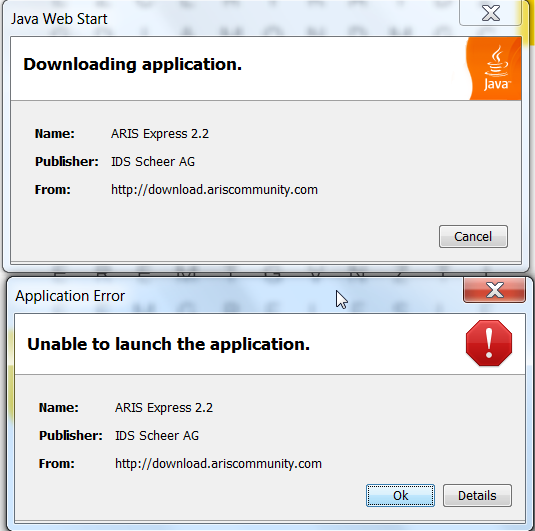 Java Web Start
Downloading application.
Java™
Name: ARIS Express 2.2
Publisher: IDS Scheer AG
From: http://download.ariscommunity.com
Cancel
Application Error
Unable to launch the application.
Name: ARIS Express 2.2
Publisher: IDS Scheer AG
From: http://download.ariscommunity.com
Ok Details